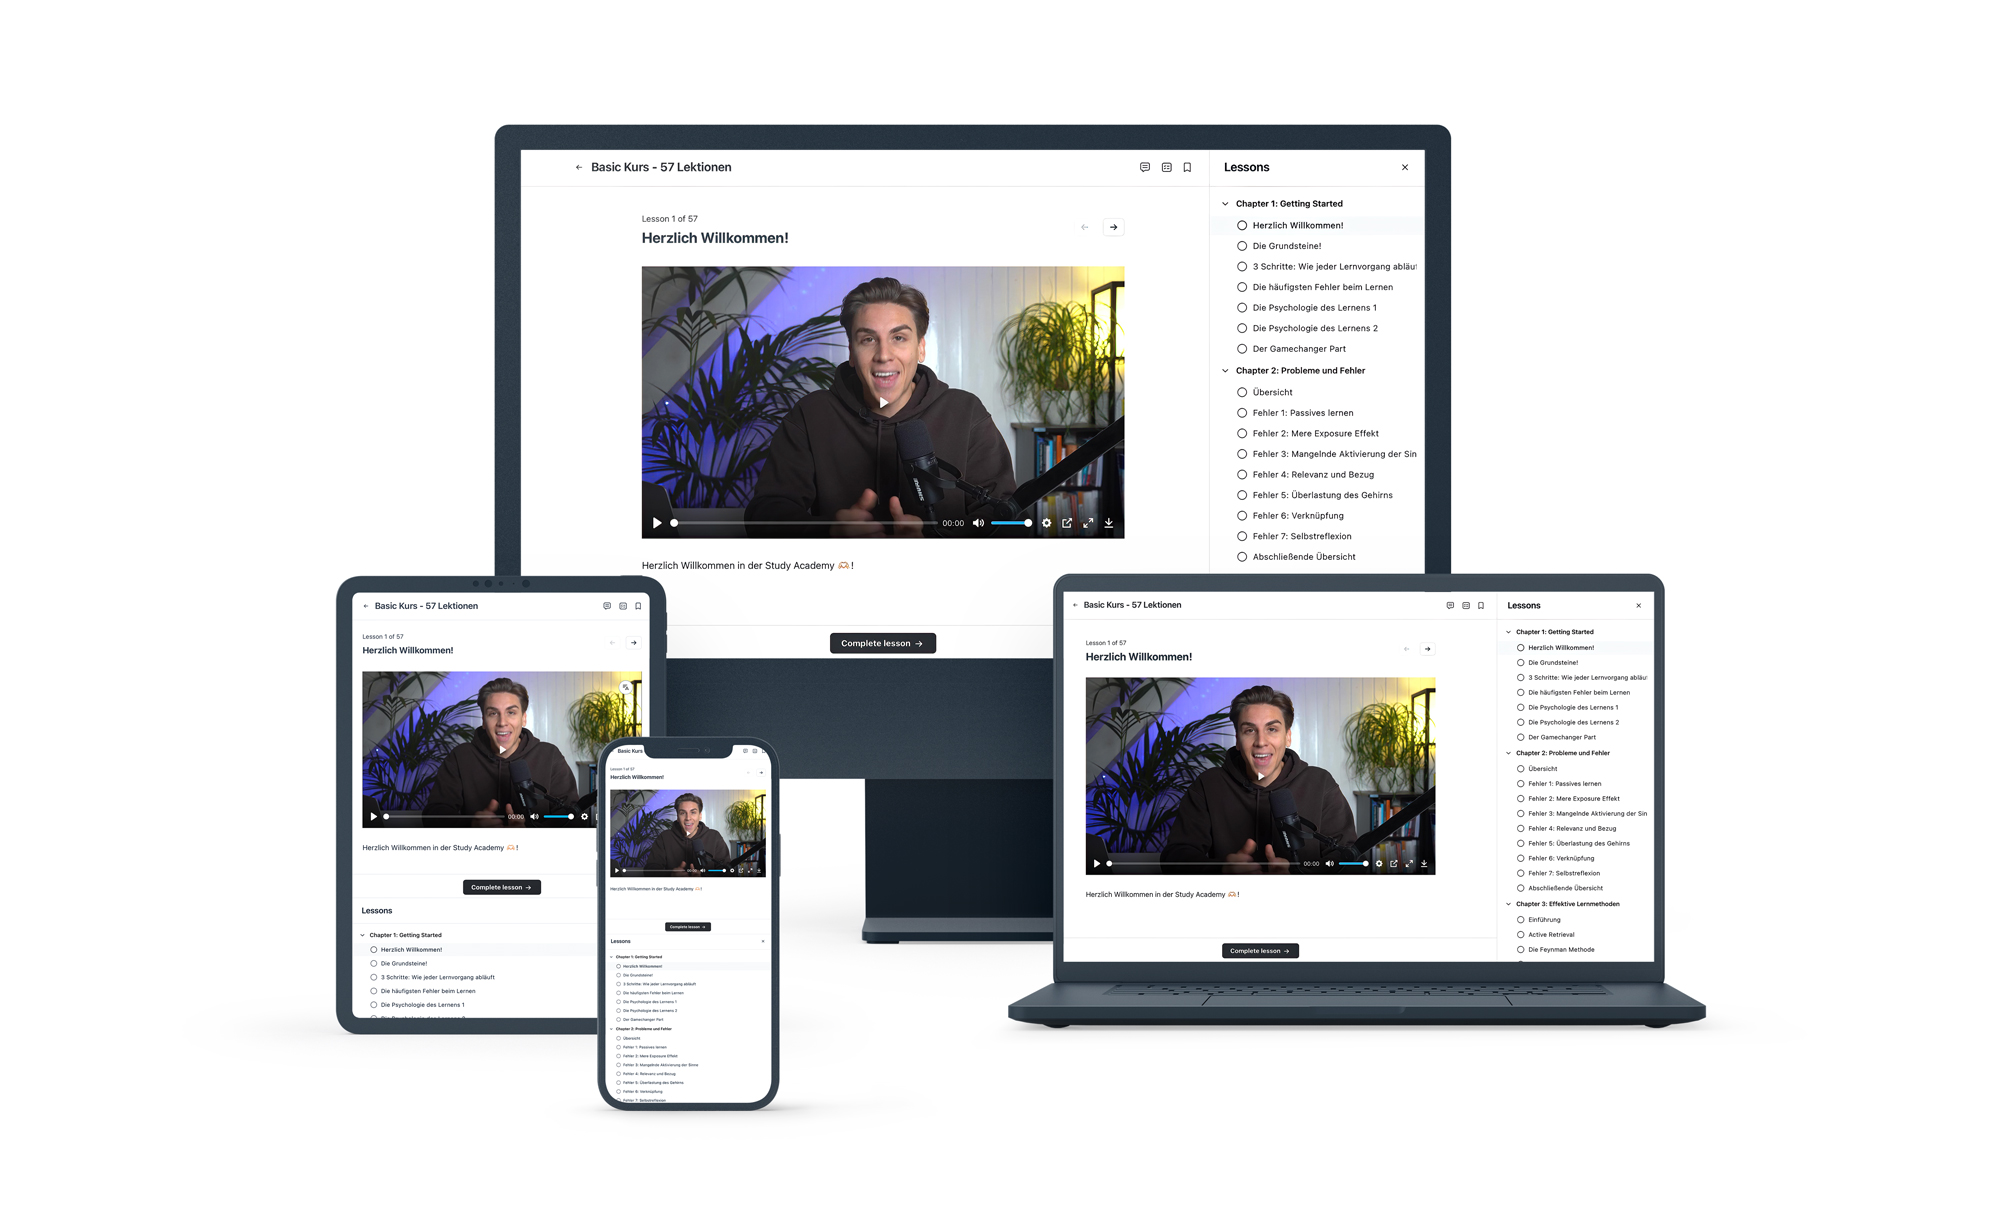 Basic Kurs - 57 Lektionen
Lesson 1 of 57
Herzlich Willkommen!
00:00
Herzlich Willkommen in der Study Academy 🫶🏼!
Complete lesson →
Lessons
Chapter 1: Getting Started
Herzlich Willkommen!
Die Grundsteine!
3 Schritte: Wie jeder Lernvorgang abläuf
Die häufigsten Fehler beim Lernen
Die Psychologie des Lernens 1
Die Psychologie des Lernens 2
Der Gamechanger Part
Chapter 2: Probleme und Fehler
Übersicht
Fehler 1: Passives lernen
Fehler 2: Mere Exposure Effekt
Fehler 3: Mangelnde Aktivierung der Sin
Fehler 4: Relevanz und Bezug
Fehler 5: Überlastung des Gehirns
Fehler 6: Verknüpfung
Fehler 7: Selbstreflexion
Abschließende Übersicht
Basic Kurs - 57 Lektionen
Lesson 1 of 57
Herzlich Willkommen!
00:00
Herzlich Willkommen in der Study Academy 🫶🏼!
Complete lesson →
Lessons
Chapter 1: Getting Started
Herzlich Willkommen!
Die Grundsteine!
3 Schritte: Wie jeder Lernvorgang abläuft
Die häufigsten Fehler beim Lernen
Die Psychologie des Lernens 1
Die Psychologie des Lernens 2
Basic Kurs
Lesson 1 of 57
Herzlich Willkommen!
00:00
Herzlich Willkommen in der Study Academy 🫶🏼!
Complete lesson →
Lessons
Chapter 1: Getting Started
Herzlich Willkommen!
Die Grundsteine!
3 Schritte: Wie jeder Lernvorgang abläuft
Die häufigsten Fehler beim Lernen
Die Psychologie des Lernens 1
Die Psychologie des Lernens 2
Der Gamechanger Part
Chapter 2: Probleme und Fehler
Übersicht
Fehler 1: Passives lernen
Fehler 2: Mere Exposure Effekt
Fehler 3: Mangelnde Aktivierung der Sinne
Fehler 4: Relevanz und Bezug
Fehler 5: Überlastung des Gehirns
Fehler 6: Verknüpfung
Fehler 7: Selbstreflexion
Basic Kurs - 57 Lektionen
Lesson 1 of 57
Herzlich Willkommen!
00:00
Herzlich Willkommen in der Study Academy 🫶🏼!
Complete lesson →
Lessons
Chapter 1: Getting Started
Herzlich Willkommen!
Die Grundsteine!
3 Schritte: Wie jeder Lernvorgang abläuf
Die häufigsten Fehler beim Lernen
Die Psychologie des Lernens 1
Die Psychologie des Lernens 2
Der Gamechanger Part
Chapter 2: Probleme und Fehler
Übersicht
Fehler 1: Passives lernen
Fehler 2: Mere Exposure Effekt
Fehler 3: Mangelnde Aktivierung der Sin
Fehler 4: Relevanz und Bezug
Fehler 5: Überlastung des Gehirns
Fehler 6: Verknüpfung
Fehler 7: Selbstreflexion
Abschließende Übersicht
Chapter 3: Effektive Lernmethoden
Einführung
Active Retrieval
Die Feynman Methode